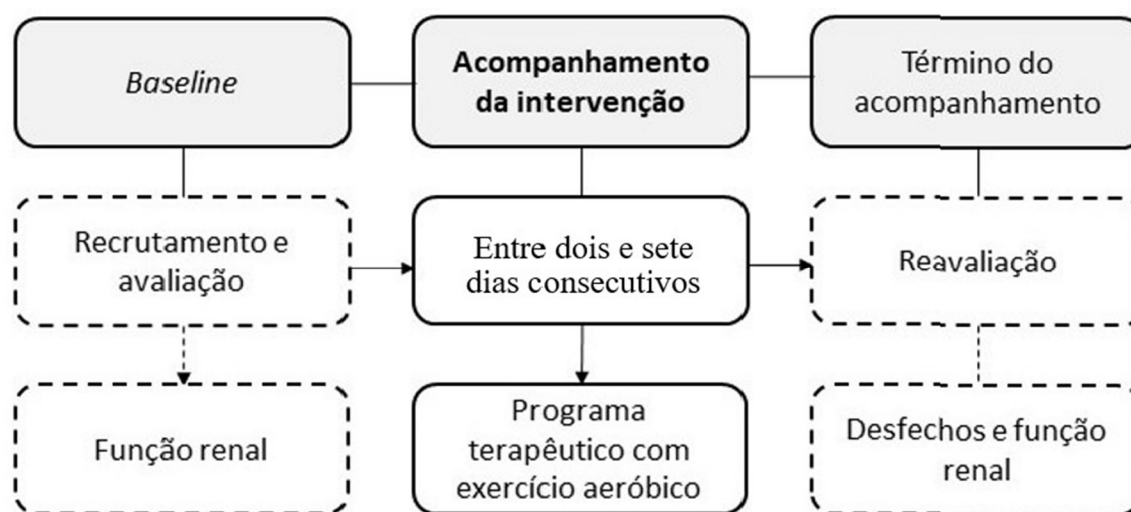 Baseline
Acompanhamento
da intervenção
Término do
acompanhamento
Recrutamento e
avaliação
Entre dois e sete
dias consecutivos
Reavaliação
Função renal
Programa
terapêutico com
exercício aeróbico
Desfechos e função
renal